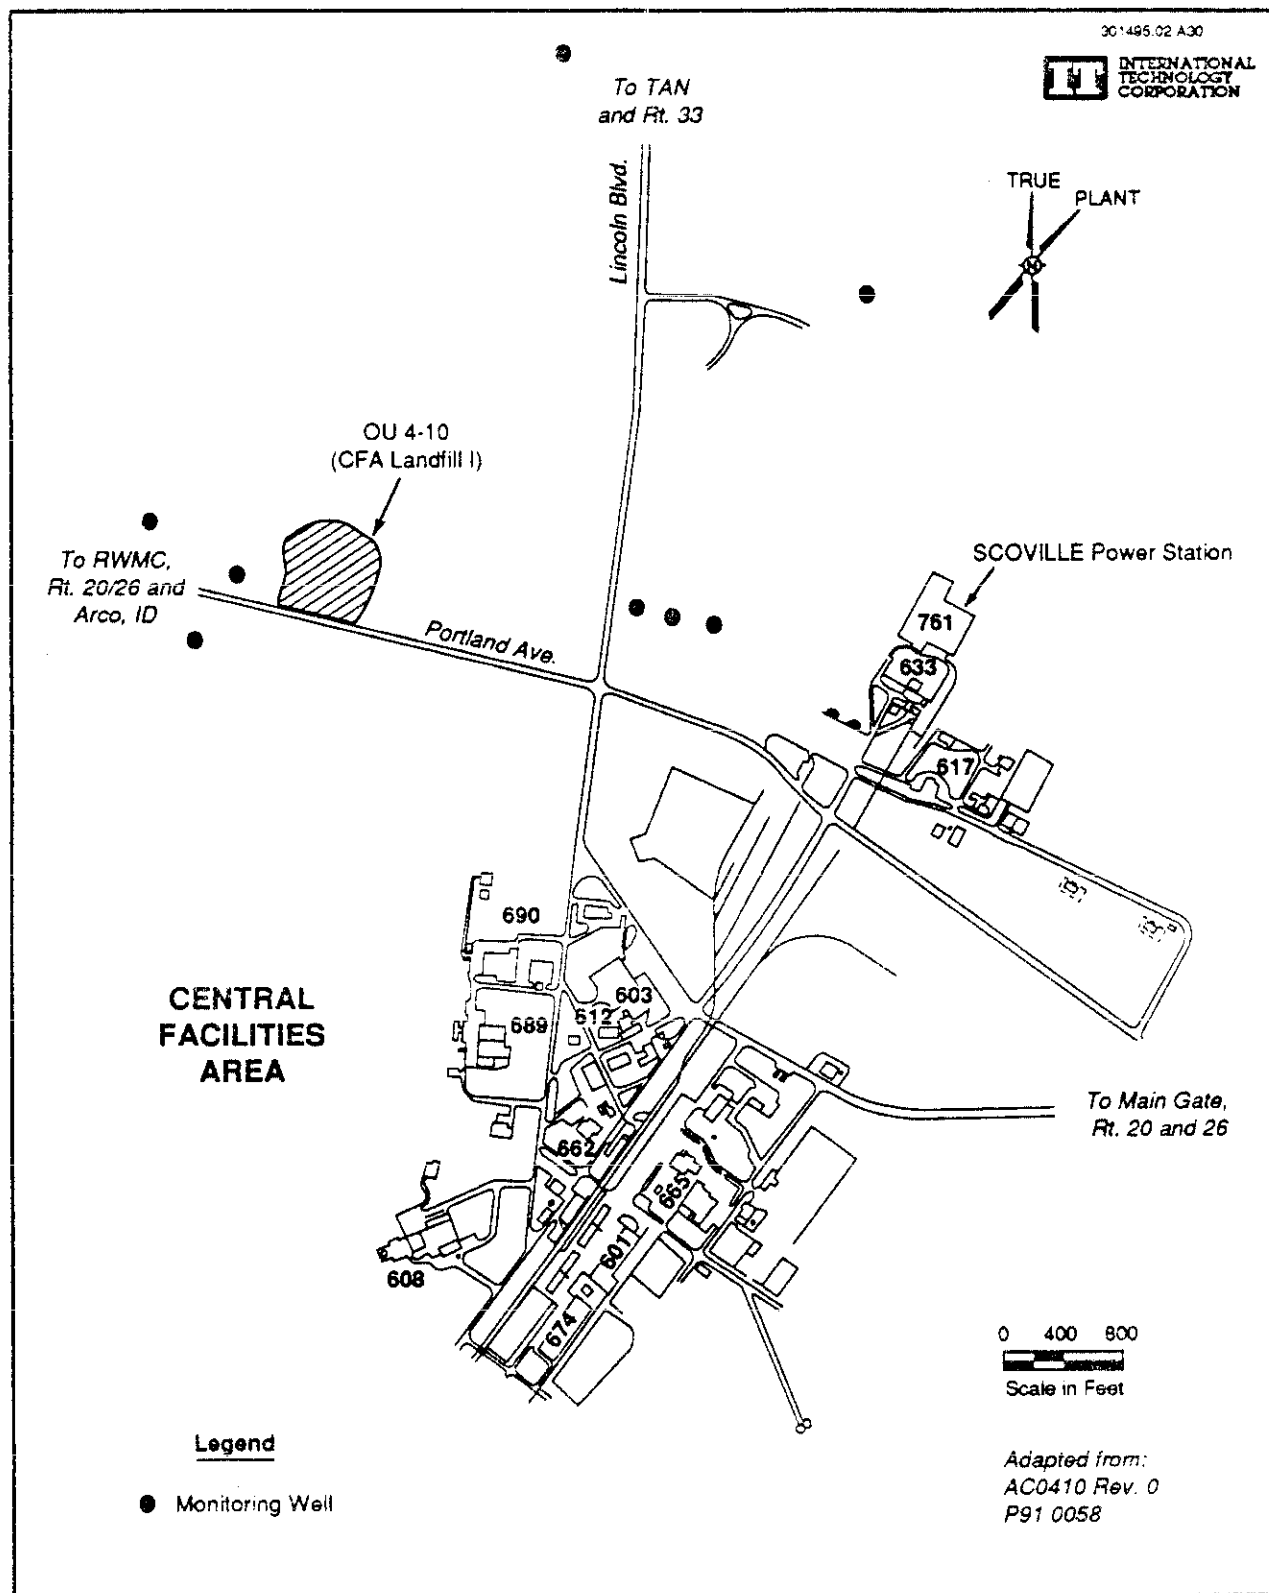 301495.02 A30
IT
INTERNATIONAL
TECHNOLOGY
CORPORATION
To TAN
and Rt. 33
Lincoln Blvd.
TRUE
PLANT
N
OU 4-10
(CFA Landfill I)
To RWMC,
Rt. 20/26 and
Arco, ID
Portland Ave.
SCOVILLE Power Station
761
633
617
690
603
612
689
CENTRAL
FACILITIES
AREA
662
665
To Main Gate,
Rt. 20 and 26
601
608
674
0 400 800
Scale in Feet
Legend
Monitoring Well
Adapted from:
AC0410 Rev. 0
P91 0058